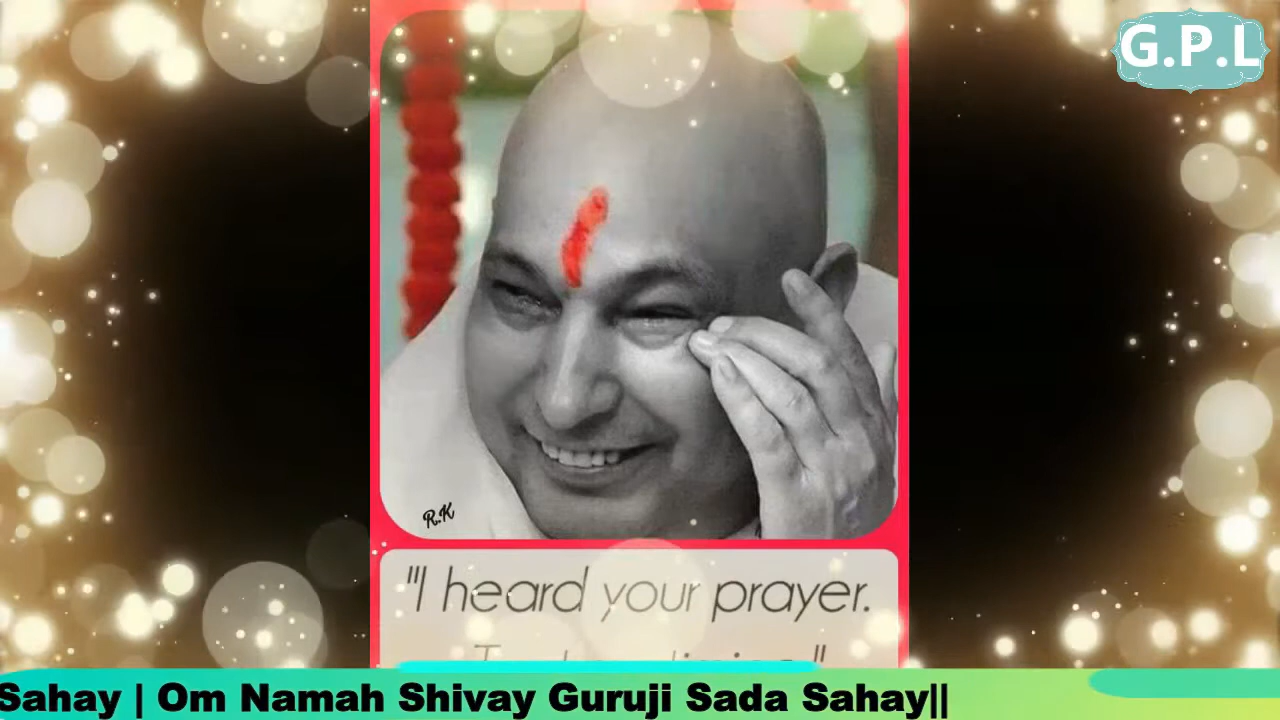 G.P.L
R.K
"I heard your prayer.
Sahay | Om Namah Shivay Guruji Sada Sahay||